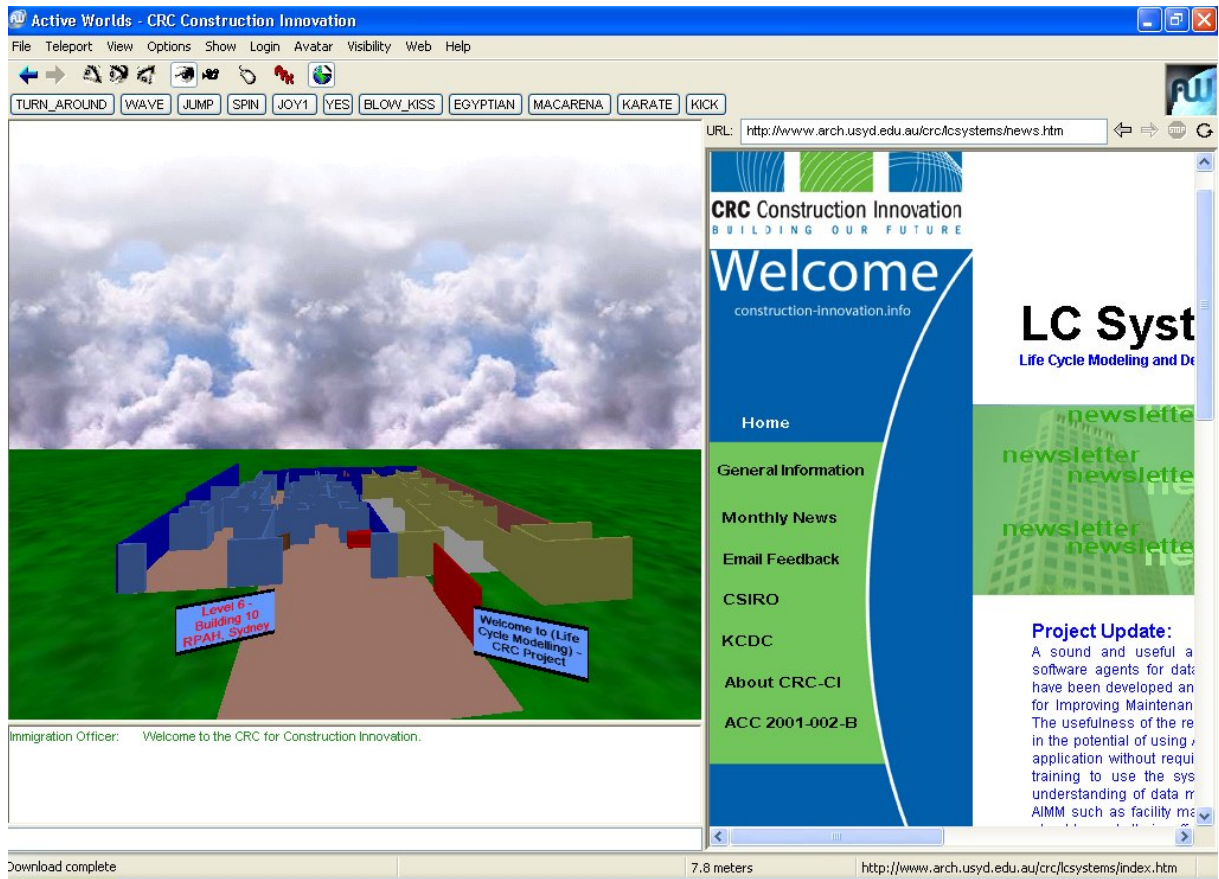 Active Worlds - CRC Construction Innovation
File Teleport View Options Show Login Avatar Visibility Web Help
TURN_AROUND WAVE JUMP SPIN JOY1 YES BLOW_KISS EGYPTIAN MACARENA KARATE KICK
AW
URL: http://www.arch.usyd.edu.au/crc/lcsystems/news.htm
STOP
CRC Construction Innovation
BUILDING OUR FUTURE
Welcome
construction-innovation.info
Home
General Information
Monthly News
Email Feedback
CSIRO
KCDC
About CRC-CI
ACC 2001-002-B
LC Syst
Life Cycle Modeling and De
newslette
newsletter
newslette
ne
newsletter
newslette
ne
Project Update:
A sound and useful a
software agents for data
have been developed an
for Improving Maintenan
The usefulness of the re
in the potential of using
application without requi
training to use the sys
understanding of data m
AIMM such as facility ma
Level 6 -
Building 10
RPAH, Sydney
Welcome to (Life
Cycle Modelling) -
CRC Project
Immigration Officer: Welcome to the CRC for Construction Innovation.
Download complete
7.8 meters
http://www.arch.usyd.edu.au/crc/lcsystems/index.htm